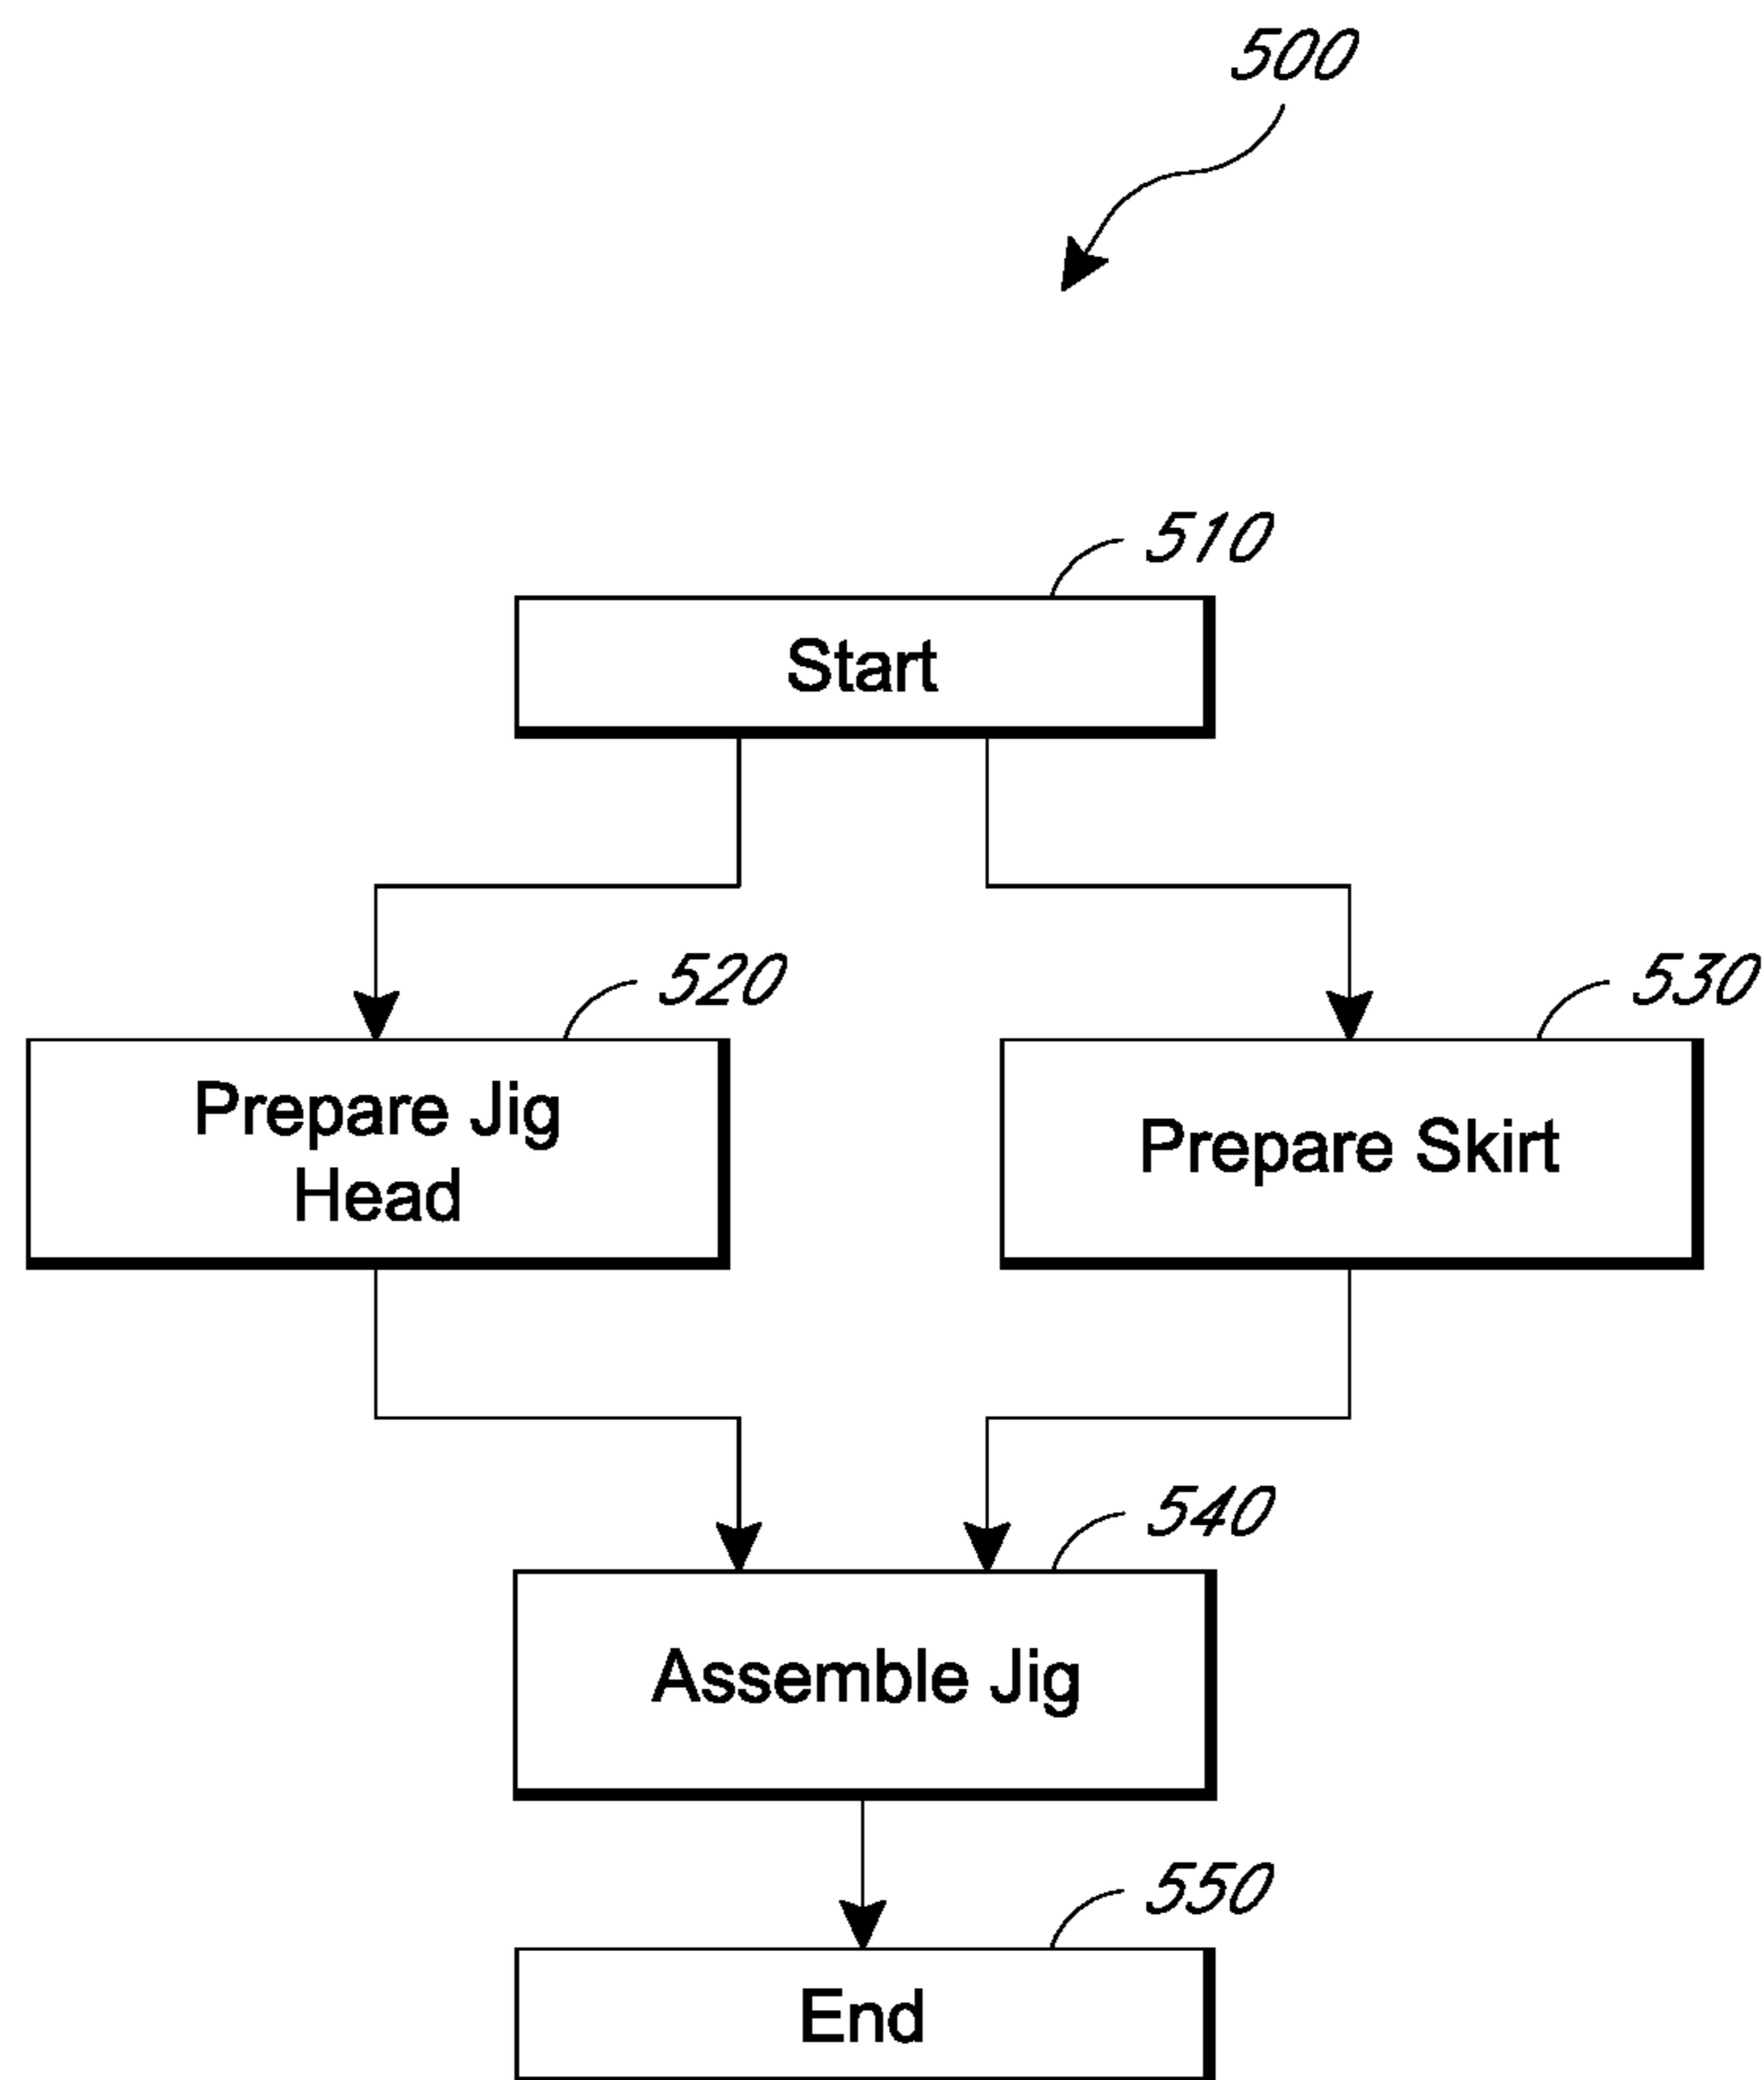 500
510
Start
520
530
Prepare Jig
Head
Prepare Skirt
540
Assemble Jig
550
End